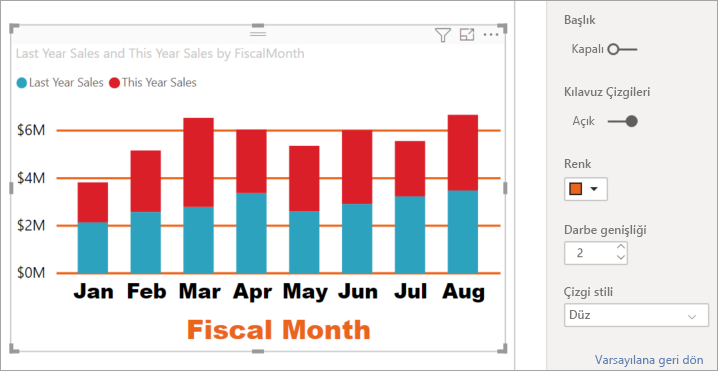 Last Year Sales and This Year Sales by FiscalMonth
Last Year Sales This Year Sales
$6M
$4M
$2M
$0M
Jan Feb Mar Apr May Jun Jul Aug
Fiscal Month
Başlık
Kapalı
Kılavuz Çizgileri
Açık
Renk
Darbe genişliği
2
Çizgi stili
Düz
Varsayılana geri dön